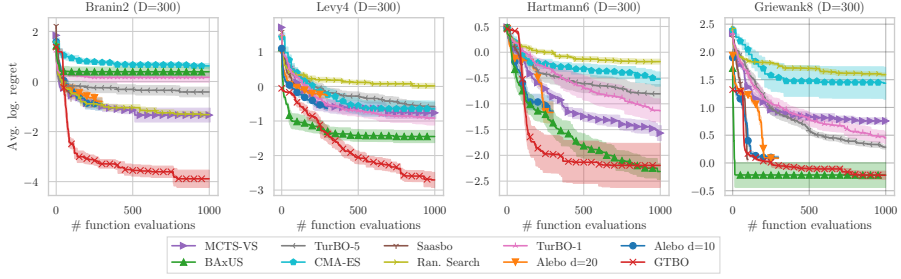 Branin2 (D=300)
Levy4 (D=300)
Hartmann6 (D=300)
Griewank8 (D=300)
Avg. log. regret
2
0
−2
−4
0
500
1000
# function evaluations
2
1
0
−1
−2
−3
0
500
1000
# function evaluations
0.5
0.0
−0.5
−1.0
−1.5
−2.0
−2.5
0
500
1000
# function evaluations
2.5
2.0
1.5
1.0
0.5
0.0
−0.5
0
500
1000
# function evaluations
MCTS-VS
TurBO-5
Saasbo
TurBO-1
Alebo d=10
BAxUS
CMA-ES
Ran. Search
Alebo d=20
GTBO